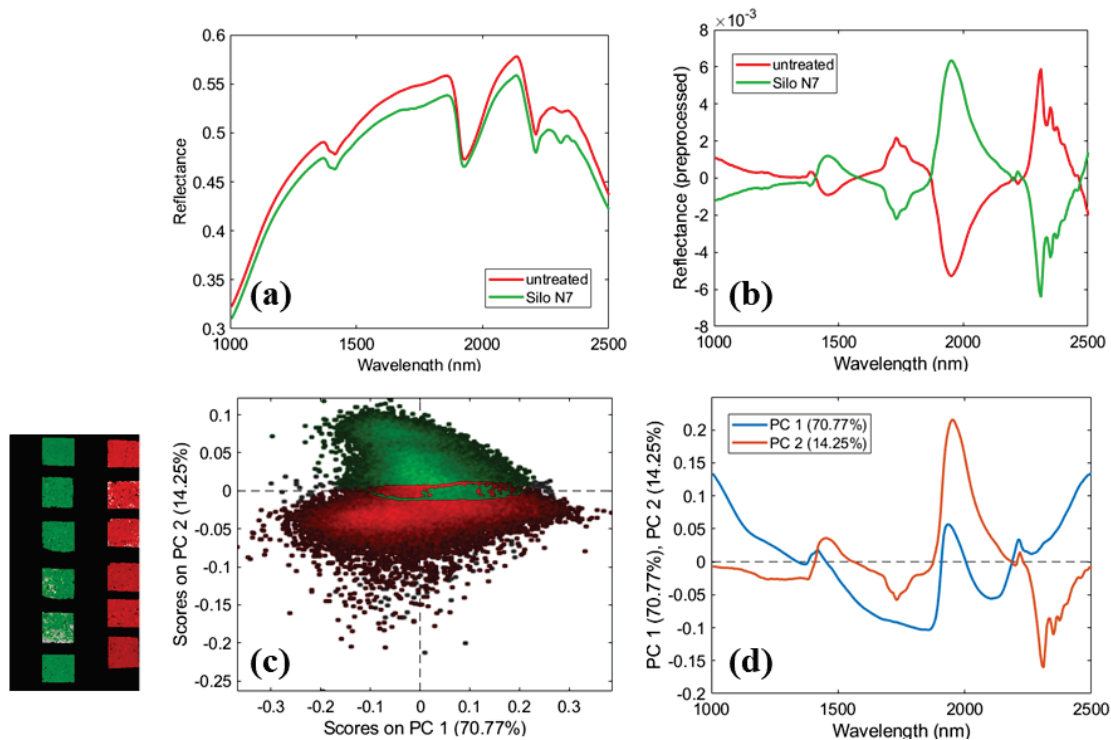 0.6
0.55
0.5
0.45
0.4
0.35
0.3
Reflectance
untreated
Silo N7
(a)
1000
1500
2000
2500
Wavelength (nm)
×10⁻³
8
6
4
2
0
-2
-4
-6
-8
Reflectance (preprocessed)
untreated
Silo N7
(b)
1000
1500
2000
2500
Wavelength (nm)
0.1
0.05
0
-0.05
-0.1
-0.15
-0.2
-0.25
Scores on PC 2 (14.25%)
(c)
-0.3
-0.2
-0.1
0
0.1
0.2
0.3
Scores on PC 1 (70.77%)
0.2
0.15
0.1
0.05
0
-0.05
-0.1
-0.15
-0.2
PC 1 (70.77%), PC 2 (14.25%)
PC 1 (70.77%)
PC 2 (14.25%)
(d)
1000
1500
2000
2500
Wavelength (nm)